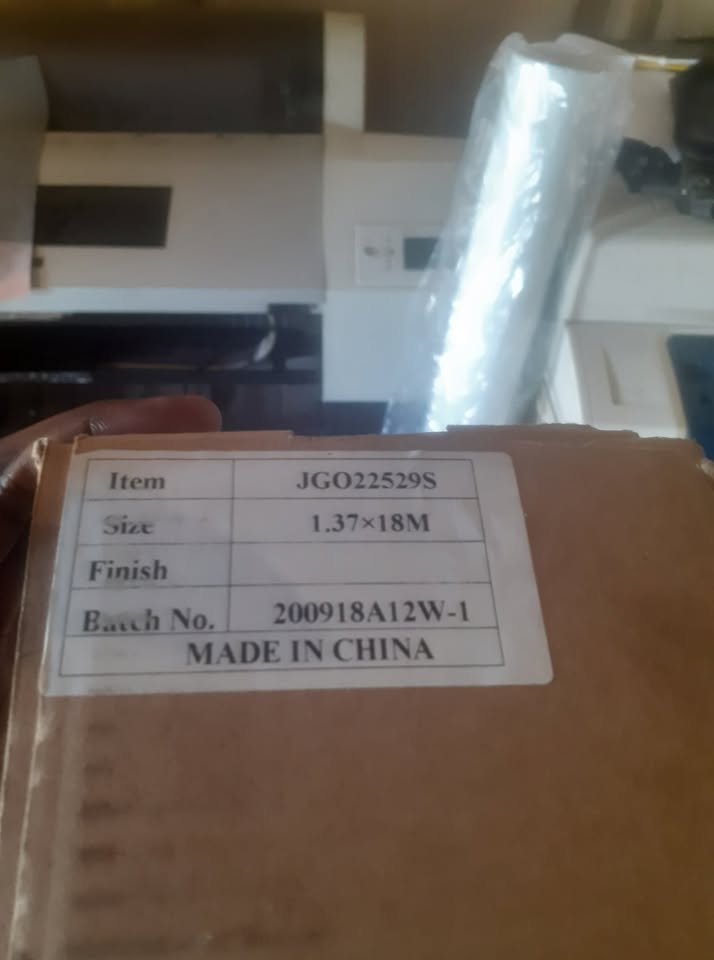 Item JGO22529S
Size 1.37×18M
Finish
Batch No. 200918A12W-1
MADE IN CHINA